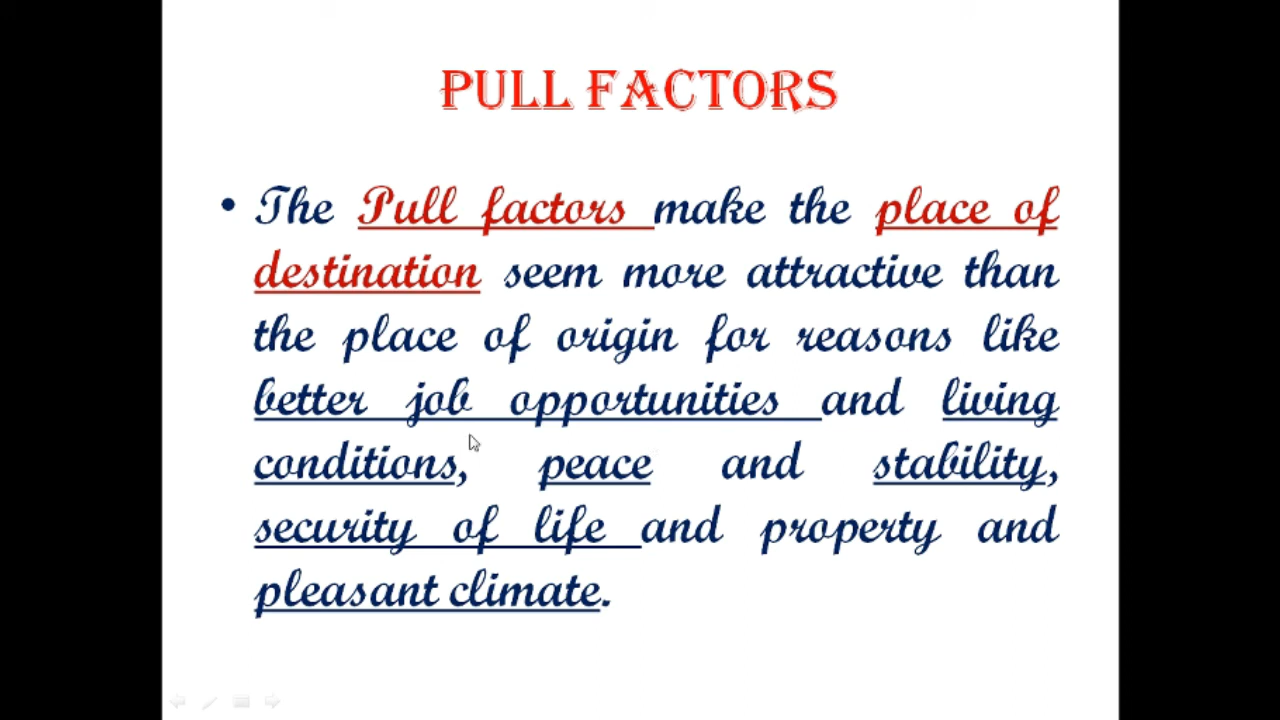 PULL FACTORS
• The Pull factors make the place of
destination seem more attractive than
the place of origin for reasons like
better job opportunities and living
conditions, peace and stability,
security of life and property and
pleasant climate.